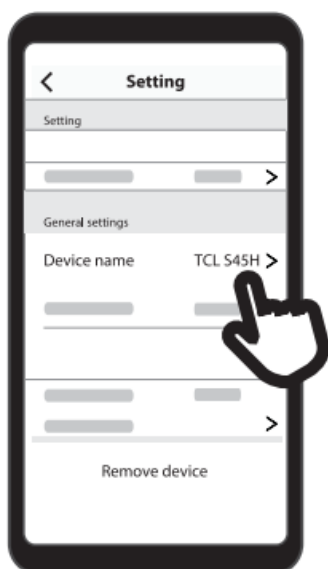 Setting
Setting
General settings
Device name TCL S45H
Remove device